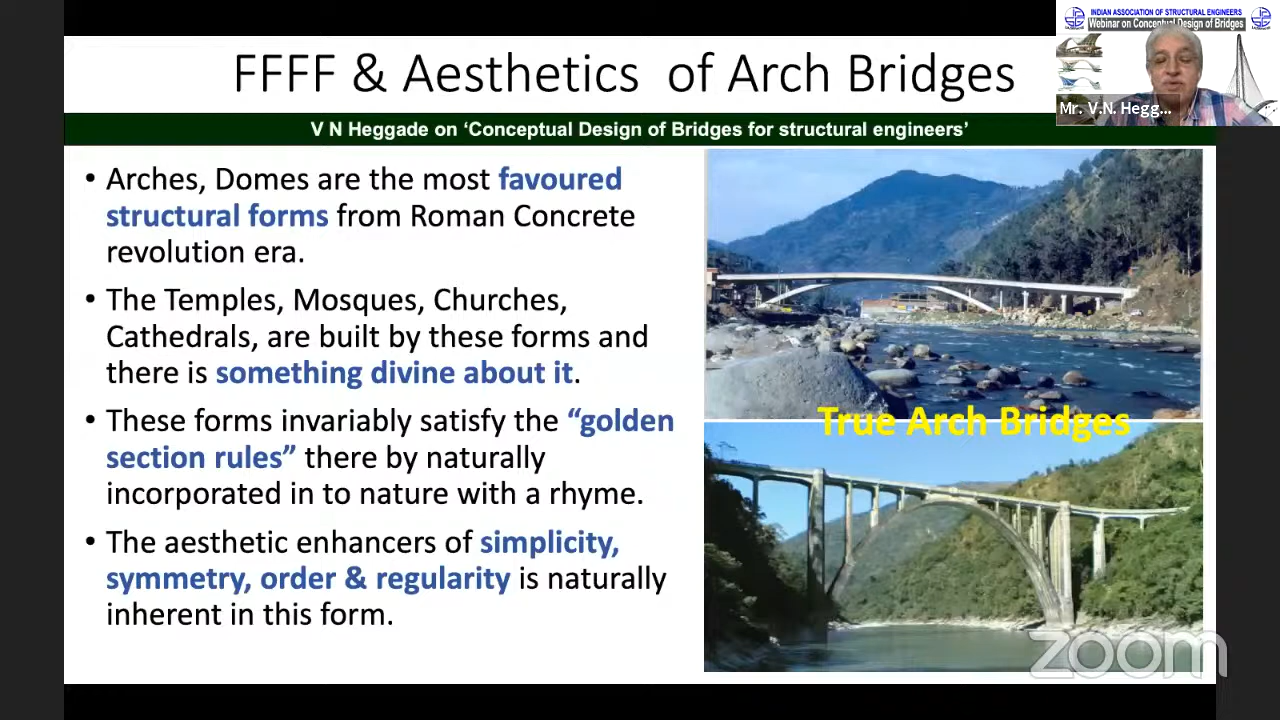 INDIAN ASSOCIATION OF STRUCTURAL ENGINEERS
Webinar on Conceptual Design of Bridges
Mr. V.N. Hegg...
FFFF & Aesthetics of Arch Bridges
V N Heggade on ‘Conceptual Design of Bridges for structural engineers’
• Arches, Domes are the most favoured
structural forms from Roman Concrete
revolution era.
• The Temples, Mosques, Churches,
Cathedrals, are built by these forms and
there is something divine about it.
• These forms invariably satisfy the “golden
section rules” there by naturally
incorporated in to nature with a rhyme.
• The aesthetic enhancers of simplicity,
symmetry, order & regularity is naturally
inherent in this form.
True Arch Bridges
zoom